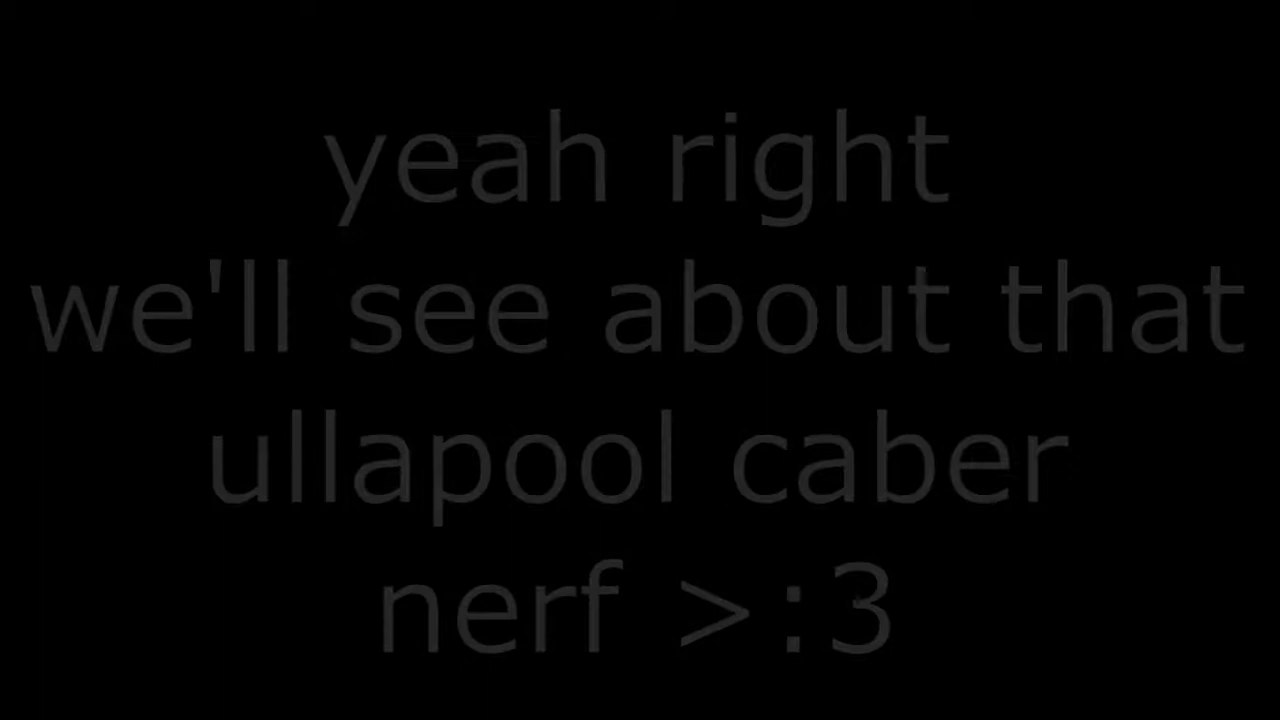 yeah right
we'll see about that
ullapool caber
nerf >:3